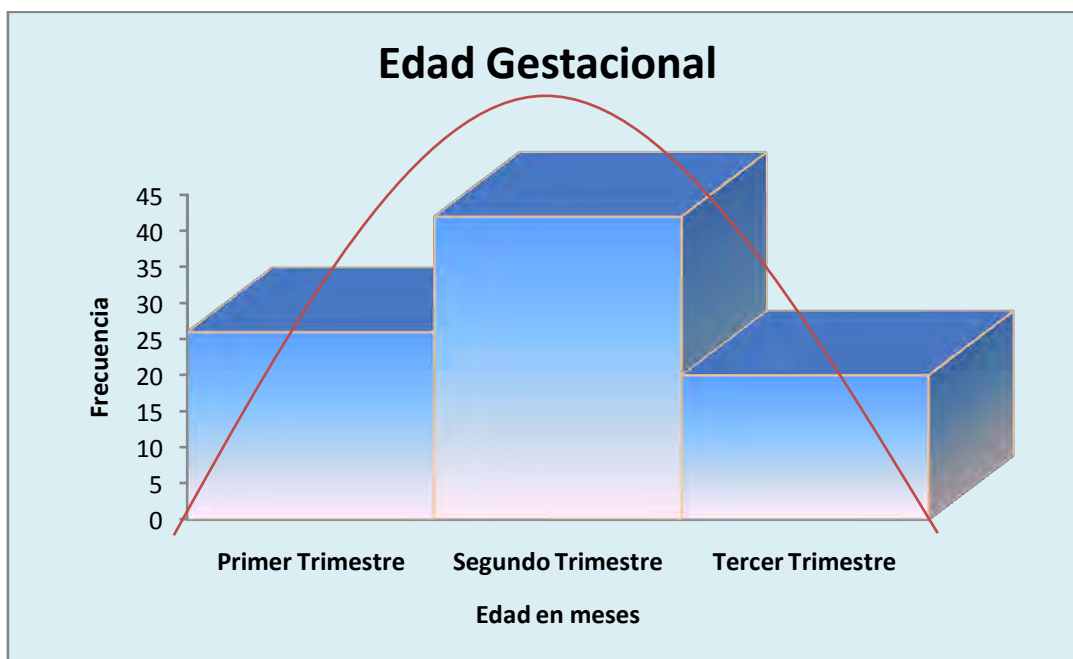 Edad Gestacional
45
40
35
30
25
20
15
10
5
0
Frecuencia
Primer Trimestre Segundo Trimestre Tercer Trimestre
Edad en meses